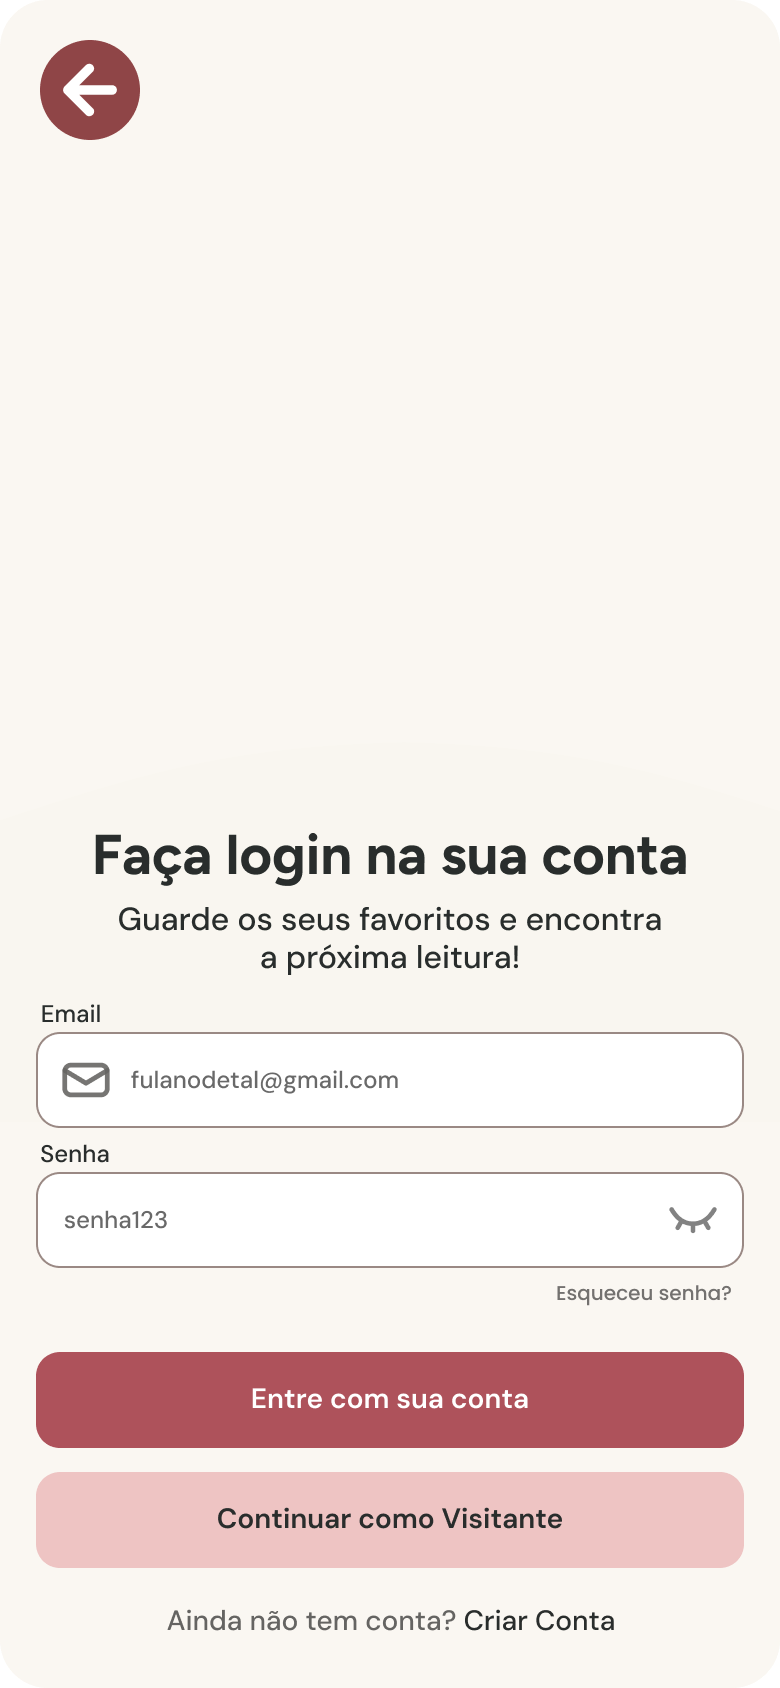 Faça login na sua conta
Guarde os seus favoritos e encontra
a próxima leitura!
Email
fulanodetal@gmail.com
Senha
senha123
Esqueceu senha?
Entre com sua conta
Continuar como Visitante
Ainda não tem conta? Criar Conta